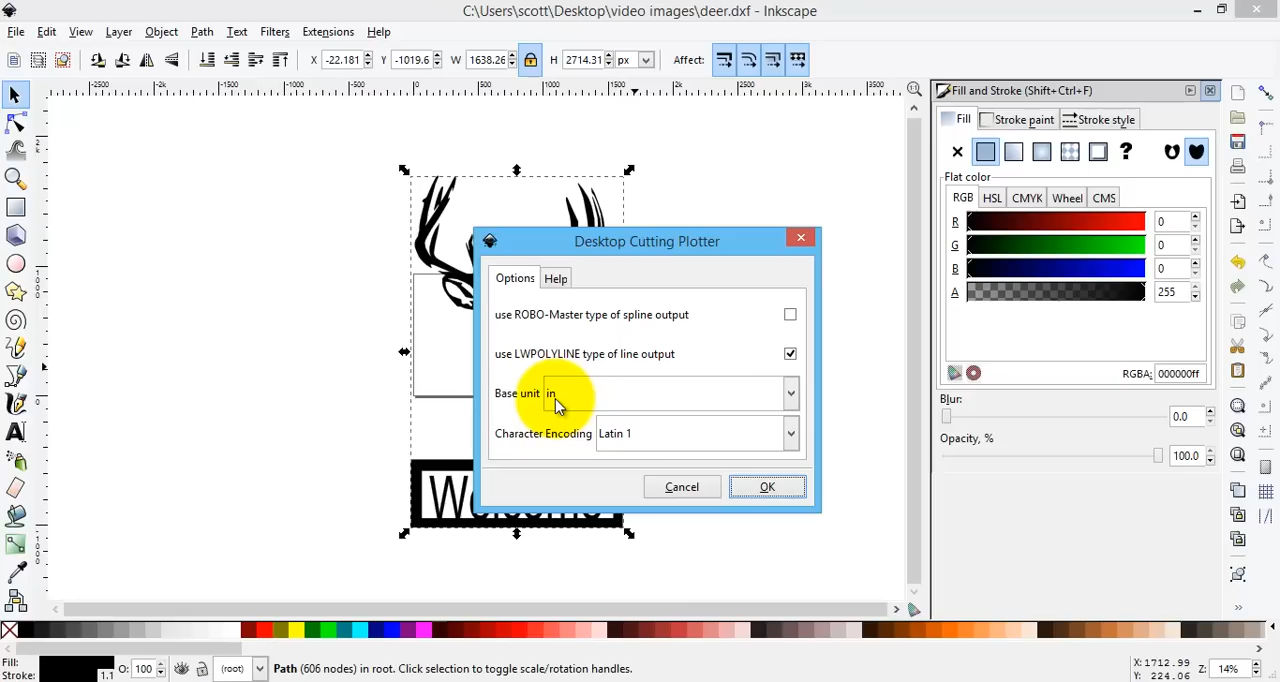 C:\Users\scott\Desktop\video images\deer.dxf - Inkscape
File Edit View Layer Object Path Text Filters Extensions Help
X -22.181 Y -1019.6 W 1638.26 H 2714.31 px Affect:
Fill and Stroke (Shift+Ctrl+F)
Fill Stroke paint Stroke style
?
Flat color
RGB HSL CMYK Wheel CMS
R 0
G 0
B 0
A 255
RGBA: 000000ff
Blur:
0.0
Opacity, %
100.0
Desktop Cutting Plotter
Options Help
use ROBO-Master type of spline output
use LWPOLYLINE type of line output
Base unit in
Character Encoding Latin 1
Cancel OK
Welcome
Fill:
Stroke: 1.1 O: 100 (root) Path (606 nodes) in root. Click selection to toggle scale/rotation handles.
X: 1712.99
Y: 224.06
Z: 14%